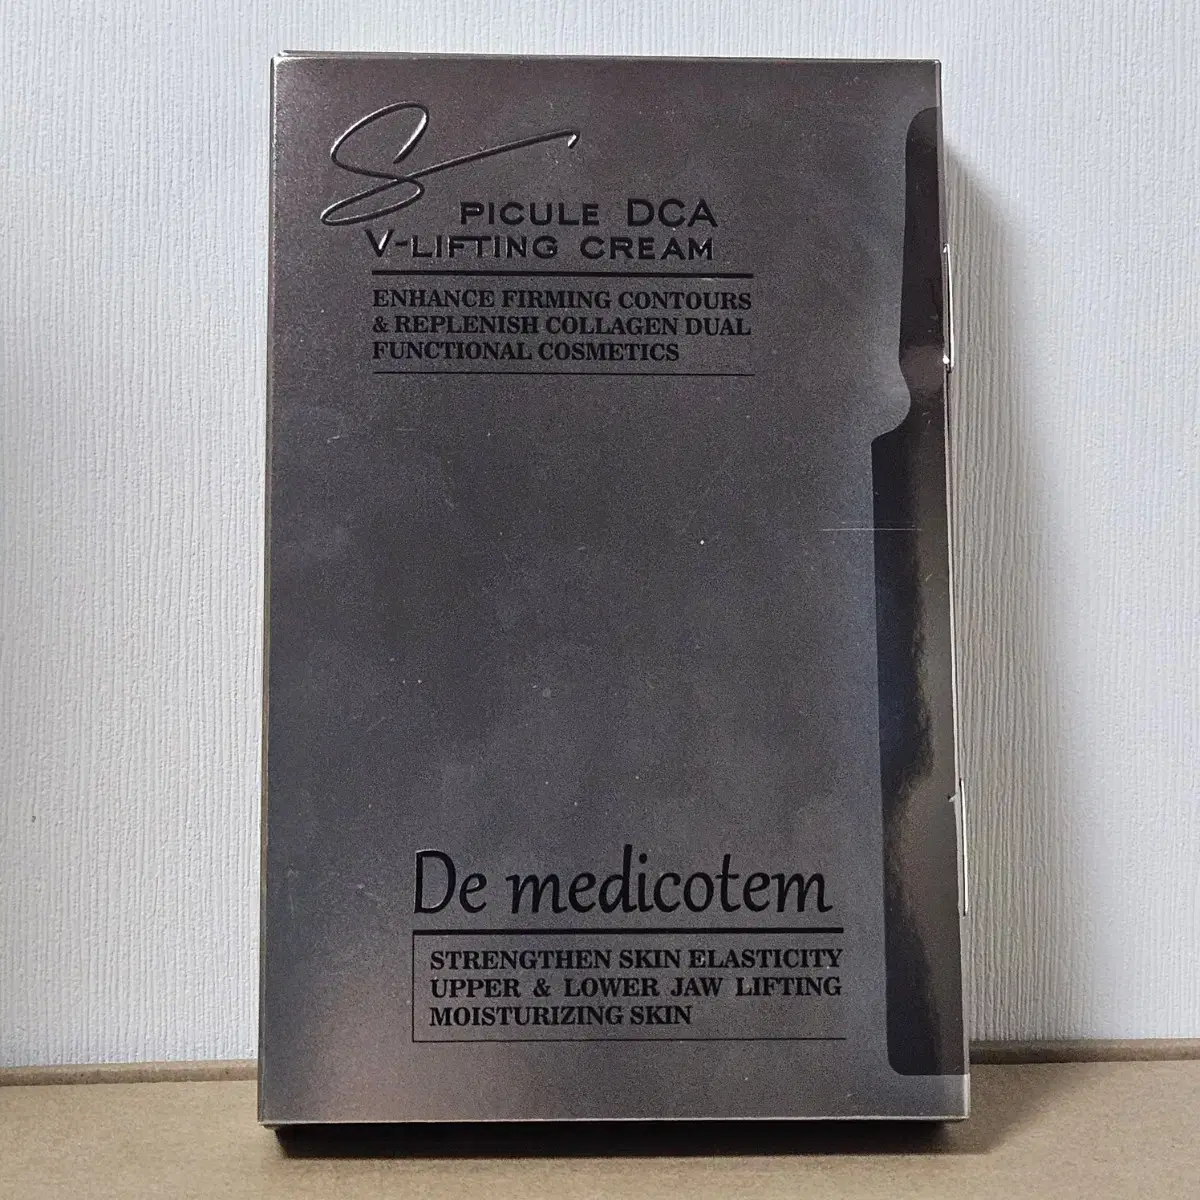 S PICULE DCA
V-LIFTING CREAM
ENHANCE FIRMING CONTOURS
& REPLENISH COLLAGEN DUAL
FUNCTIONAL COSMETICS
De medicotem
STRENGTHEN SKIN ELASTICITY
UPPER & LOWER JAW LIFTING
MOISTURIZING SKIN